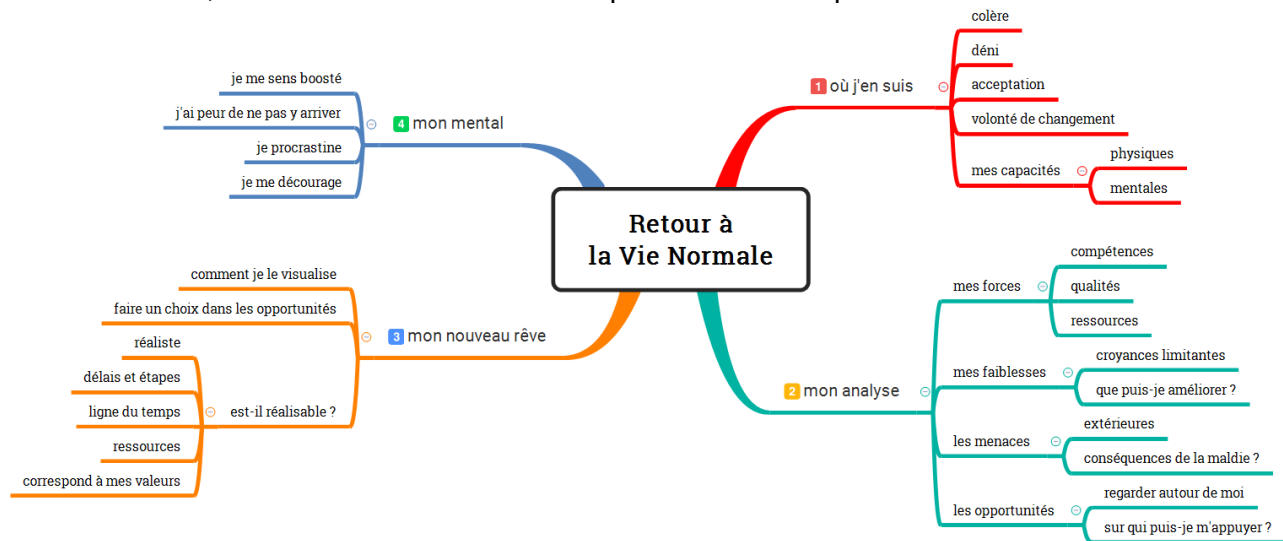 Retour à
la Vie Normale
1 où j'en suis
colère
déni
acceptation
volonté de changement
mes capacités
physiques
mentales
2 mon analyse
mes forces
compétences
qualités
ressources
mes faiblesses
croyances limitantes
que puis-je améliorer ?
les menaces
extérieures
conséquences de la maldie ?
les opportunités
regarder autour de moi
sur qui puis-je m'appuyer ?
3 mon nouveau rêve
comment je le visualise
faire un choix dans les opportunités
est-il réalisable ?
réaliste
délais et étapes
ligne du temps
ressources
correspond à mes valeurs
4 mon mental
je me sens boosté
j'ai peur de ne pas y arriver
je procrastine
je me décourage